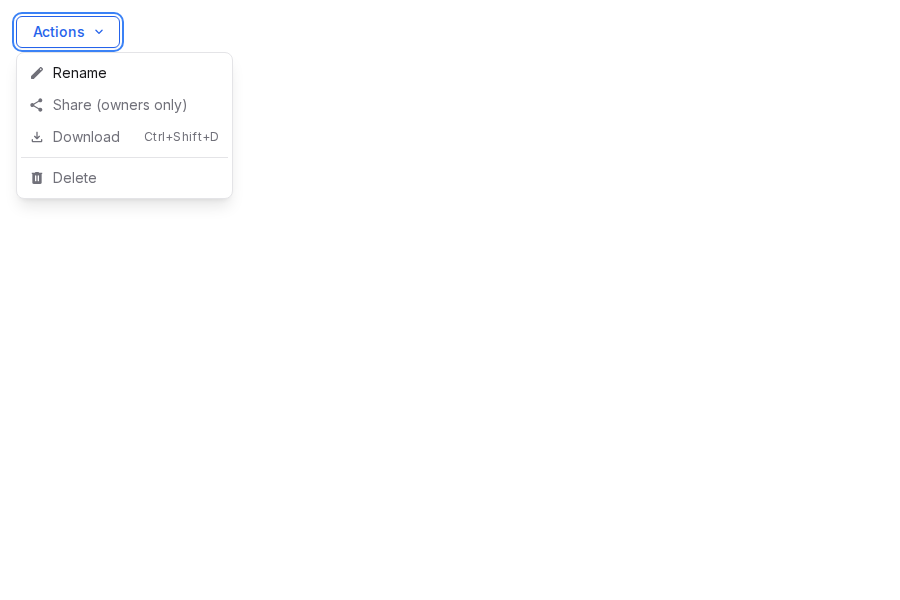 Actions
Rename
Share (owners only)
Download Ctrl+Shift+D
Delete